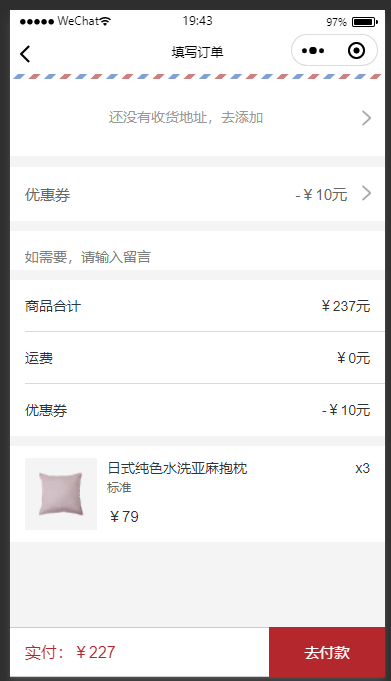 WeChat 19:43 97%
填写订单
还没有收货地址，去添加
优惠券 -￥10元
如需要，请输入留言
商品合计 ￥237元
运费 ￥0元
优惠券 -￥10元
日式纯色水洗亚麻抱枕 x3
标准
￥79
实付：￥227 去付款